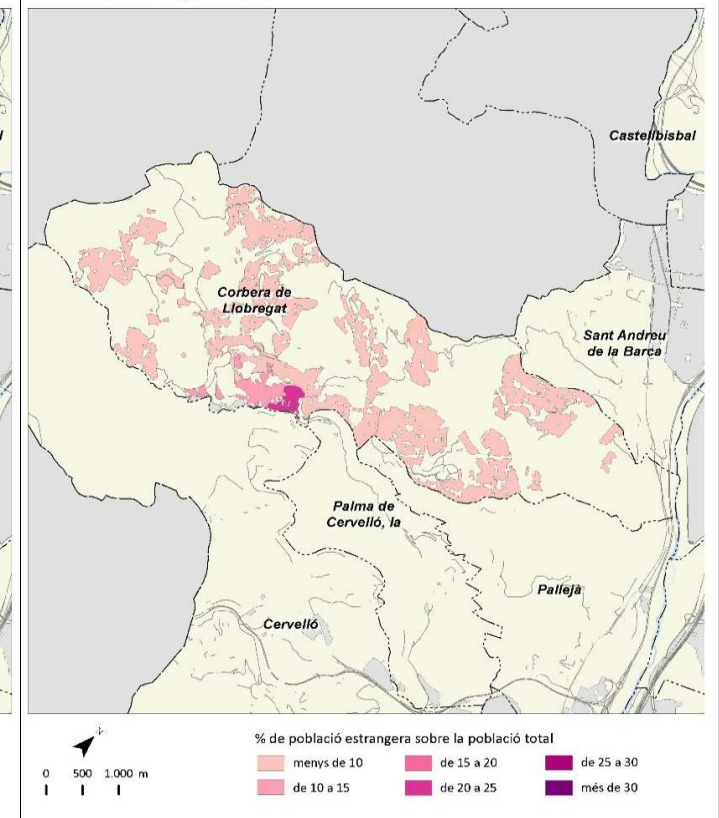 Castellbisbal
Corbera de
Llobregat
Sant Andreu
de la Barca
Palma de
Cervelló, la
Pallejà
Cervelló
% de població estrangera sobre la població total
menys de 10
de 15 a 20
de 25 a 30
de 10 a 15
de 20 a 25
més de 30
0 500 1.000 m